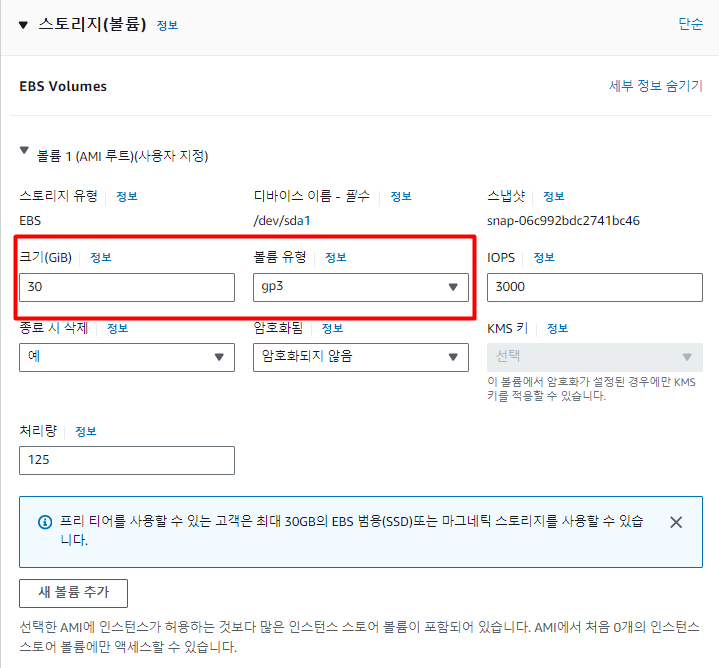 스토리지(볼륨) 정보 단순
EBS Volumes 세부 정보 숨기기
볼륨 1 (AMI 루트)(사용자 지정)
스토리지 유형 정보 디바이스 이름 - 필수 정보 스냅샷 정보
EBS /dev/sda1 snap-06c992bdc2741bc46
크기(GiB) 정보 볼륨 유형 정보 IOPS 정보
30 gp3 3000
종료 시 삭제 정보 암호화됨 정보 KMS 키 정보
예 암호화되지 않음 선택
이 볼륨에서 암호화가 설정된 경우에만 KMS
키를 적용할 수 있습니다.
처리량 정보
125
프리 티어를 사용할 수 있는 고객은 최대 30GB의 EBS 범용(SSD)또는 마그네틱 스토리지를 사용할 수 있습
니다.
새 볼륨 추가
선택한 AMI에 인스턴스가 허용하는 것보다 많은 인스턴스 스토어 볼륨이 포함되어 있습니다. AMI에서 처음 0개의 인스턴스
스토어 볼륨에만 액세스할 수 있습니다.